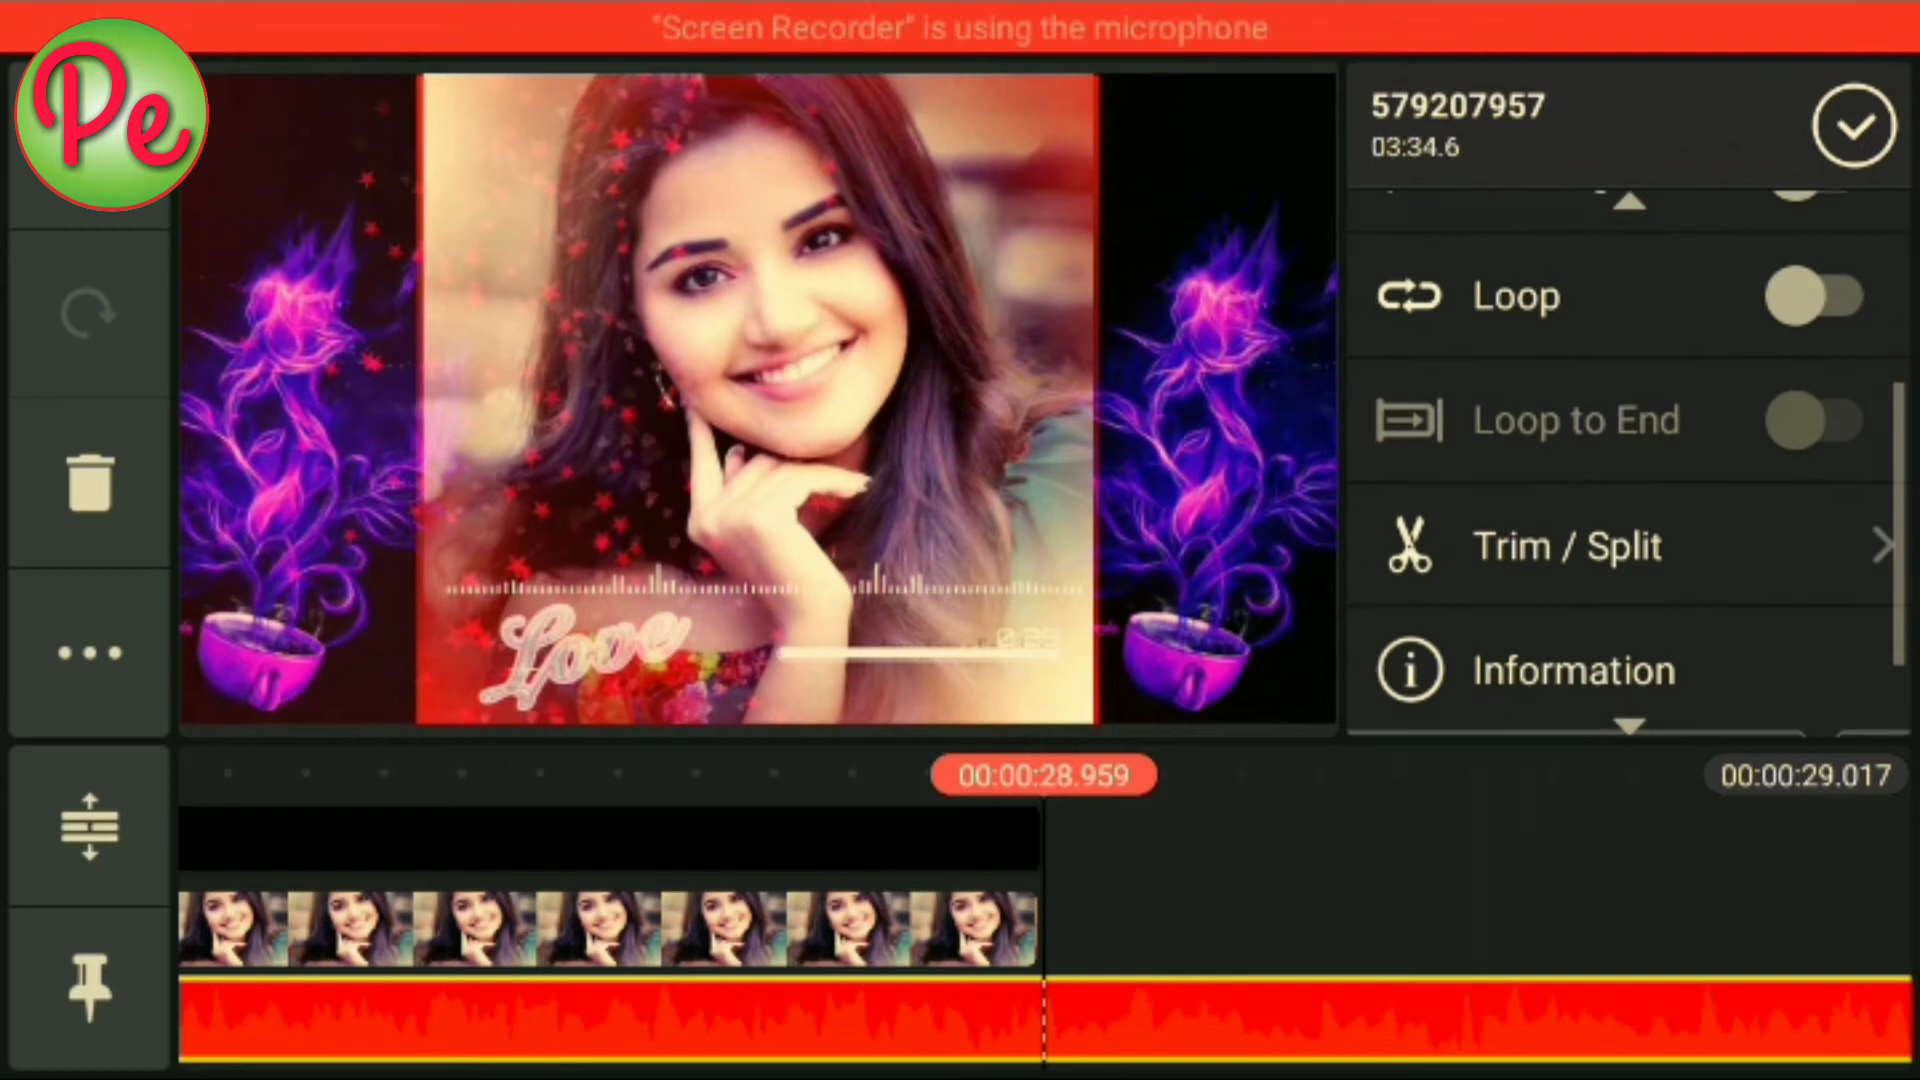 "Screen Recorder" is using the microphone
Pe
579207957
03:34.6
Loop
Loop to End
Trim / Split
Information
Love
00:00:28.959
00:00:29.017